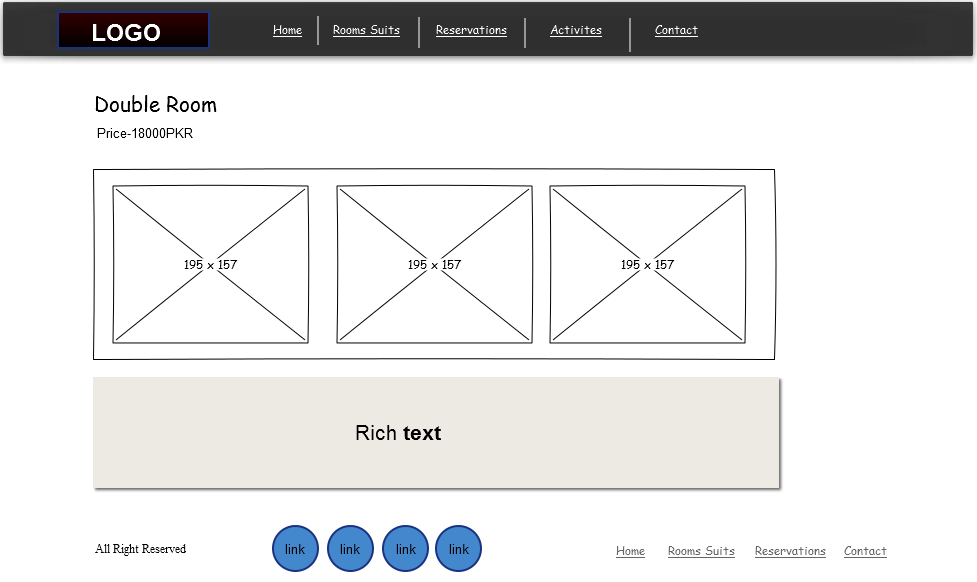 LOGO Home Rooms Suits Reservations Activites Contact
Double Room
Price-18000PKR
195 x 157 195 x 157 195 x 157
Rich text
All Right Reserved link link link link Home Rooms Suits Reservations Contact